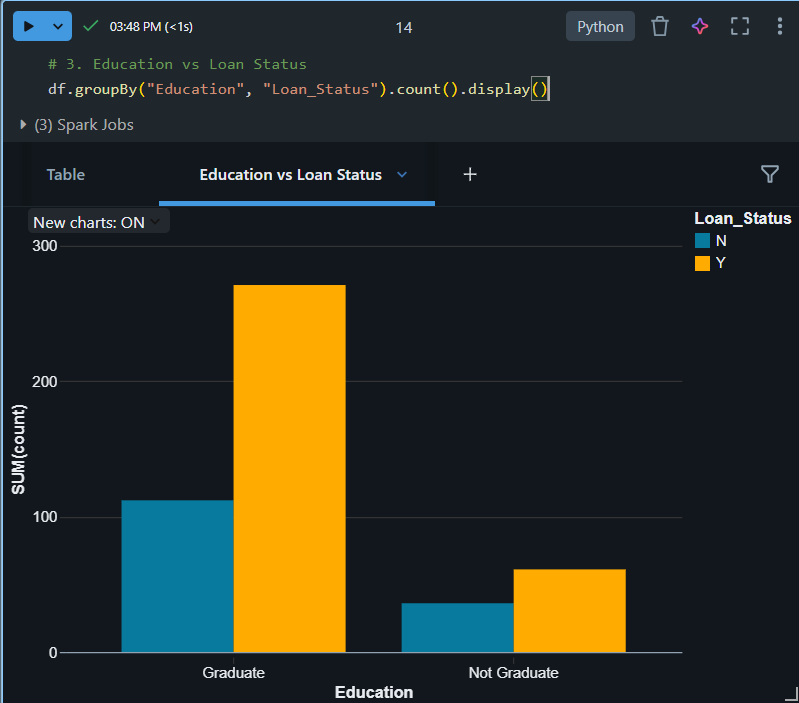 03:48 PM (<1s)
14
Python
# 3. Education vs Loan Status
df.groupBy("Education", "Loan_Status").count().display()
(3) Spark Jobs
Table
Education vs Loan Status
+
New charts: ON
Loan_Status
N
Y
300
200
100
0
SUM(count)
Graduate
Not Graduate
Education